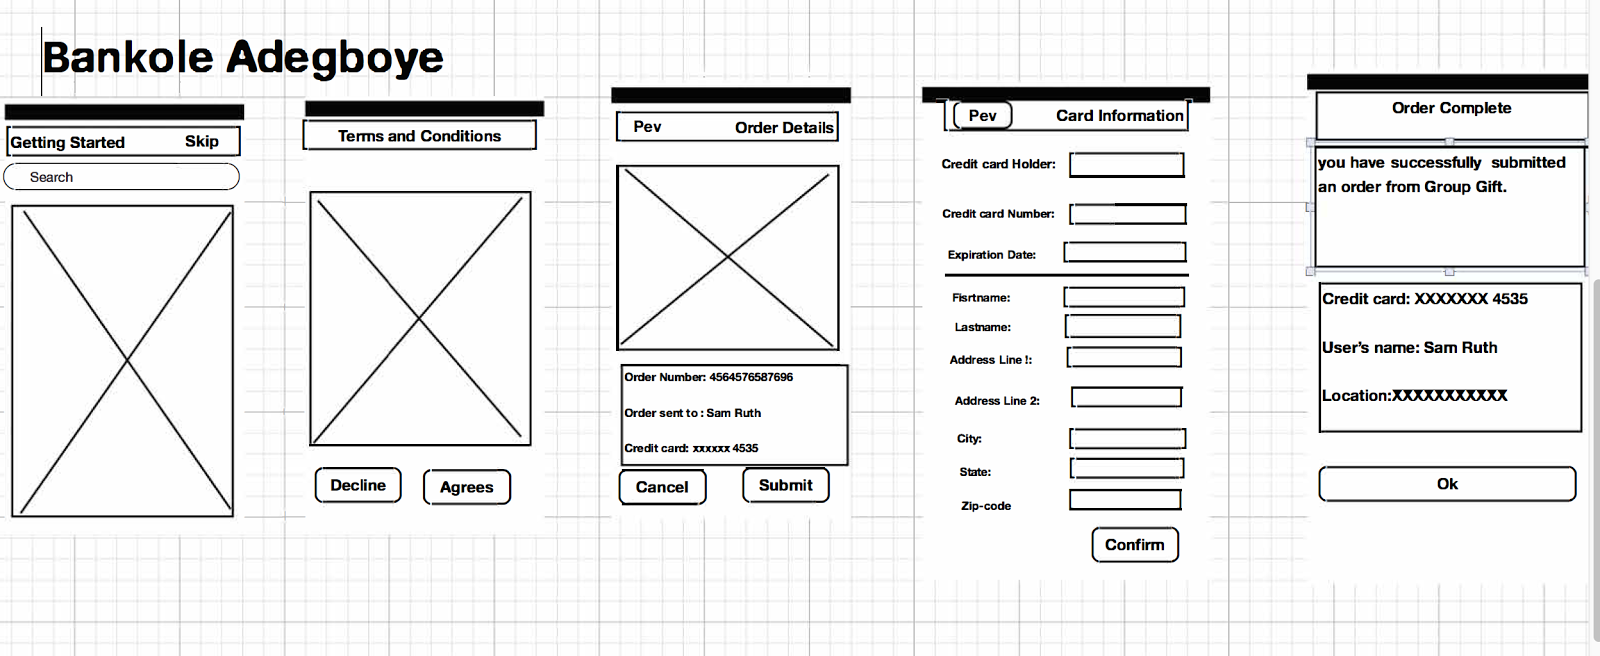 Bankole Adegboye
Getting Started Skip
Search
Terms and Conditions
Decline Agrees
Pev Order Details
Order Number: 4564576587696
Order sent to : Sam Ruth
Credit card: xxxxxx 4535
Cancel Submit
Pev Card Information
Credit card Holder:
Credit card Number:
Expiration Date:
Fisrtname:
Lastname:
Address Line !:
Address Line 2:
City:
State:
Zip-code
Confirm
Order Complete
you have successfully submitted
an order from Group Gift.
Credit card: XXXXXXX 4535
User's name: Sam Ruth
Location:XXXXXXXXXXX
Ok